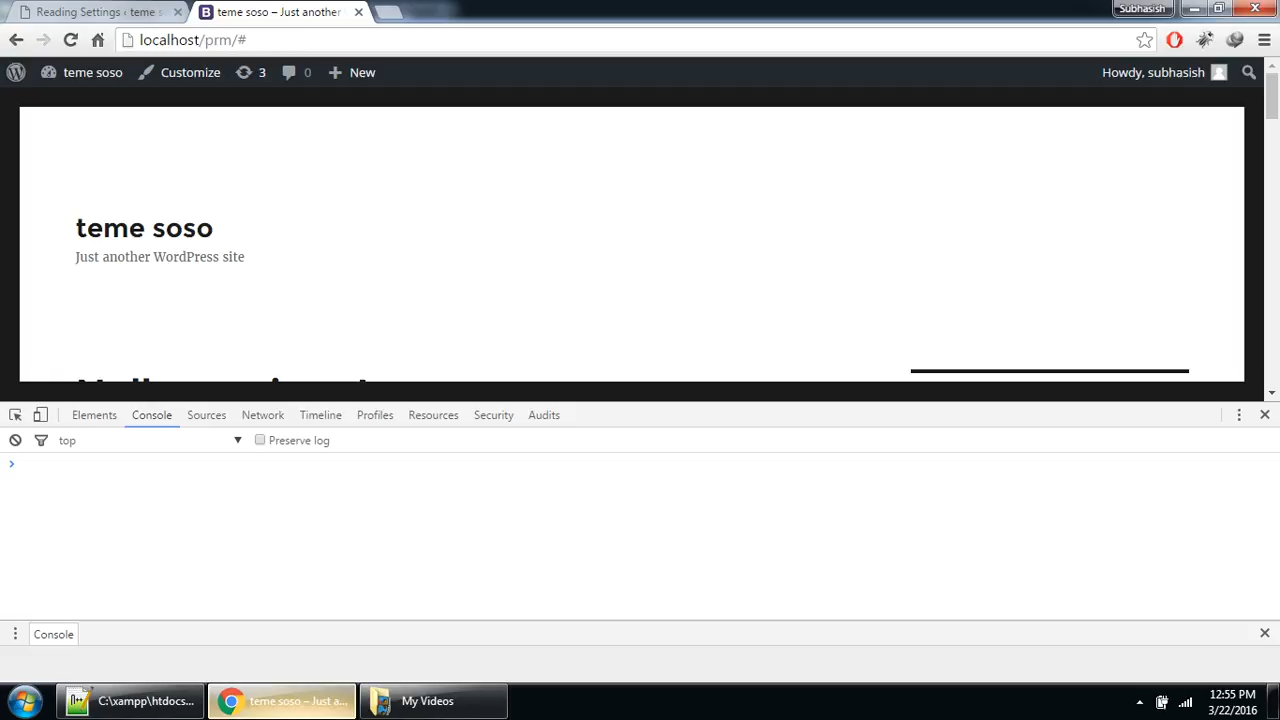 Reading Settings ‹ teme s
teme soso – Just another
Subhasish
localhost/prm/#
teme soso
Customize
3
0
New
Howdy, subhasish
teme soso
Just another WordPress site
Elements
Console
Sources
Network
Timeline
Profiles
Resources
Security
Audits
top
Preserve log
Console
C:\xampp\htdocs...
teme soso – Just a...
My Videos
12:55 PM
3/22/2016